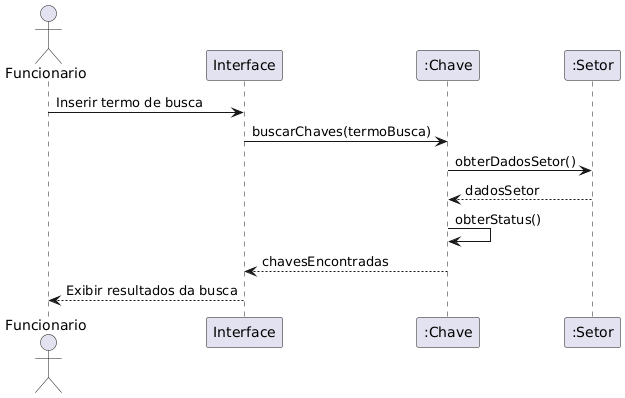 Funcionario
Interface
:Chave
:Setor
Inserir termo de busca
buscarChaves(termoBusca)
obterDadosSetor()
dadosSetor
obterStatus()
chavesEncontradas
Exibir resultados da busca
Funcionario
Interface
:Chave
:Setor